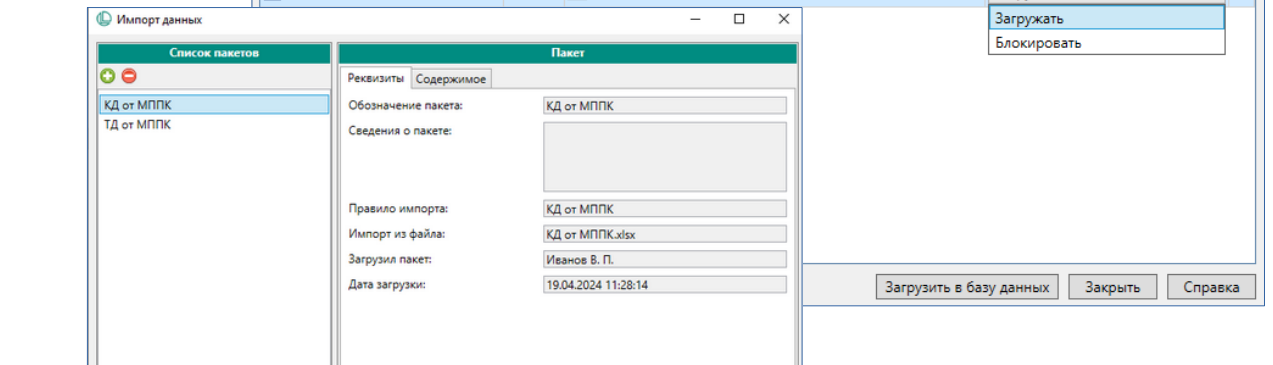 Импорт данных
Загружать
Блокировать
Список пакетов
Пакет
Реквизиты Содержимое
КД от МППК
ТД от МППК
Обозначение пакета: КД от МППК
Сведения о пакете:
Правило импорта: КД от МППК
Импорт из файла: КД от МППК.xlsx
Загрузил пакет: Иванов В. П.
Дата загрузки: 19.04.2024 11:28:14
Загрузить в базу данных Закрыть Справка